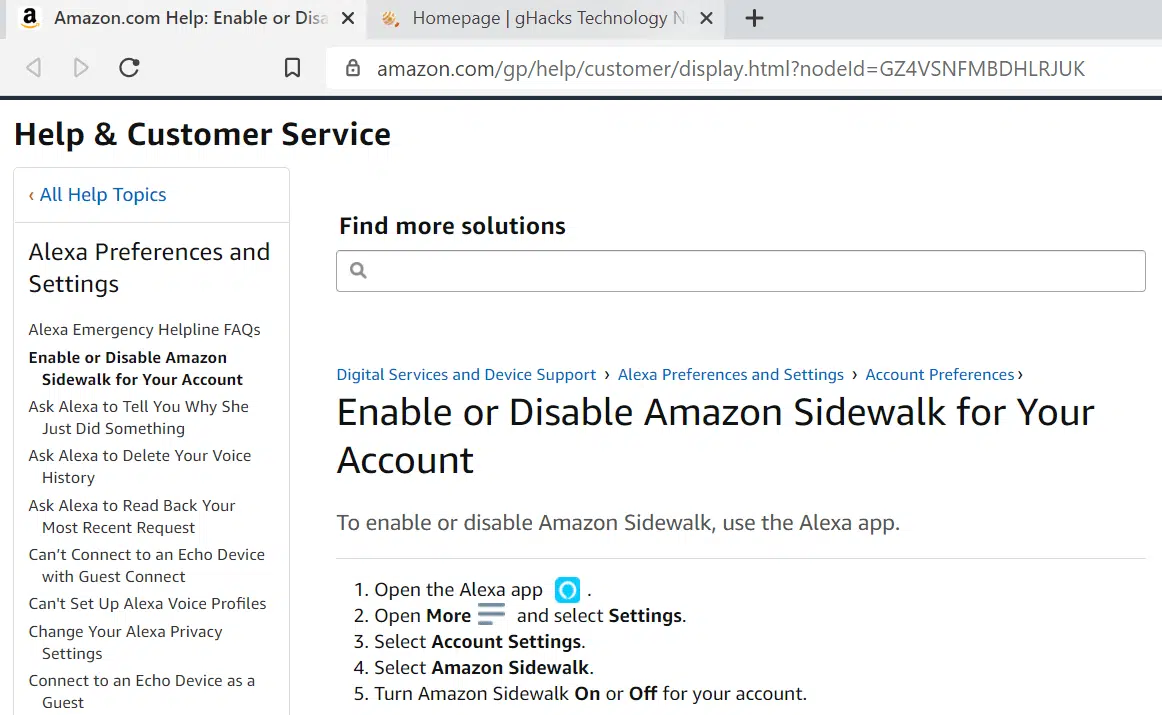 Amazon.com Help: Enable or Disa
Homepage | gHacks Technology N
amazon.com/gp/help/customer/display.html?nodeId=GZ4VSNFMBDHLRJUK
Help & Customer Service
‹ All Help Topics
Alexa Preferences and
Settings
Alexa Emergency Helpline FAQs
Enable or Disable Amazon
Sidewalk for Your Account
Ask Alexa to Tell You Why She
Just Did Something
Ask Alexa to Delete Your Voice
History
Ask Alexa to Read Back Your
Most Recent Request
Can’t Connect to an Echo Device
with Guest Connect
Can't Set Up Alexa Voice Profiles
Change Your Alexa Privacy
Settings
Connect to an Echo Device as a
Guest
Find more solutions
Digital Services and Device Support › Alexa Preferences and Settings › Account Preferences ›
Enable or Disable Amazon Sidewalk for Your
Account
To enable or disable Amazon Sidewalk, use the Alexa app.
1. Open the Alexa app .
2. Open More and select Settings.
3. Select Account Settings.
4. Select Amazon Sidewalk.
5. Turn Amazon Sidewalk On or Off for your account.